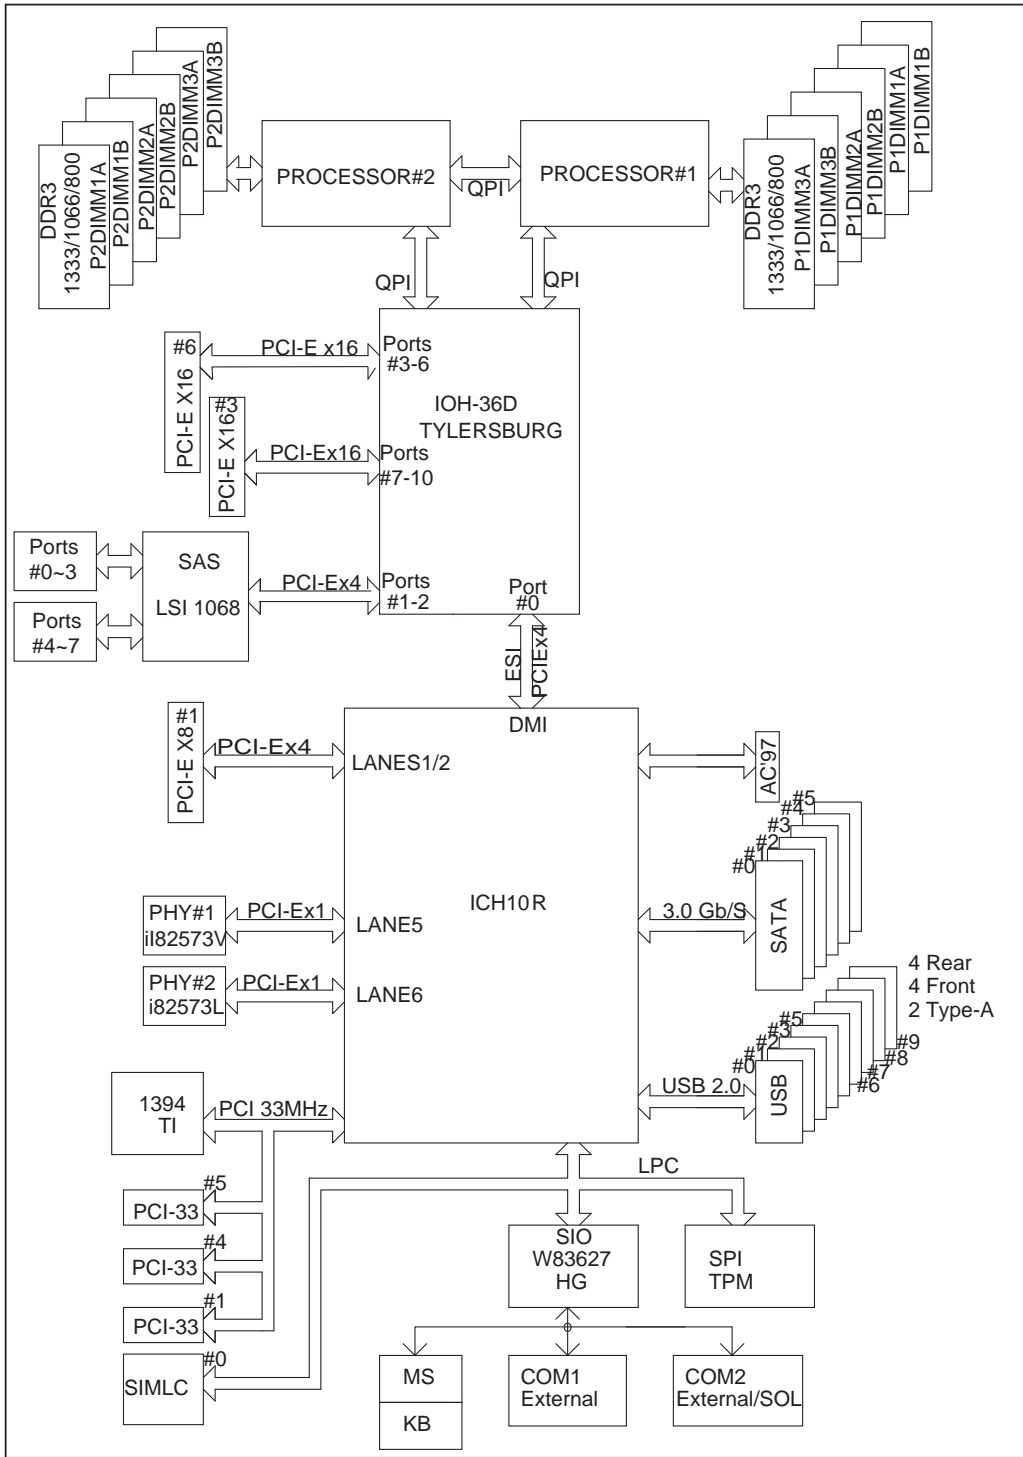 P2DIMM3B
P2DIMM3A
P2DIMM2B
P2DIMM2A
P2DIMM1B
P2DIMM1A
1333/1066/800
DDR3
PROCESSOR#2
QPI
PROCESSOR#1
P1DIMM1B
P1DIMM1A
P1DIMM2B
P1DIMM2A
P1DIMM3B
P1DIMM3A
1333/1066/800
DDR3
QPI
QPI
#6
PCI-E X16
PCI-E x16
Ports
#3-6
IOH-36D
TYLERSBURG
#3
PCI-E X16
PCI-Ex16
Ports
#7-10
Ports
#0~3
SAS
LSI 1068
Ports
#4~7
PCI-Ex4
Ports
#1-2
Port
#0
ESI
PCIEx4
DMI
#1
PCI-E X8
PCI-Ex4
LANES1/2
AC'97
ICH10R
#5
#4
#3
#2
#1
#0
SATA
3.0 Gb/S
PHY#1
il82573V
PCI-Ex1
LANE5
PHY#2
i82573L
PCI-Ex1
LANE6
4 Rear
4 Front
2 Type-A
#5
#3
#2
#1
#0
#9
#8
#7
#6
USB
USB 2.0
1394
TI
PCI 33MHz
LPC
#5
PCI-33
#4
PCI-33
#1
PCI-33
#0
SIMLC
SIO
W83627
HG
SPI
TPM
MS
KB
COM1
External
COM2
External/SOL